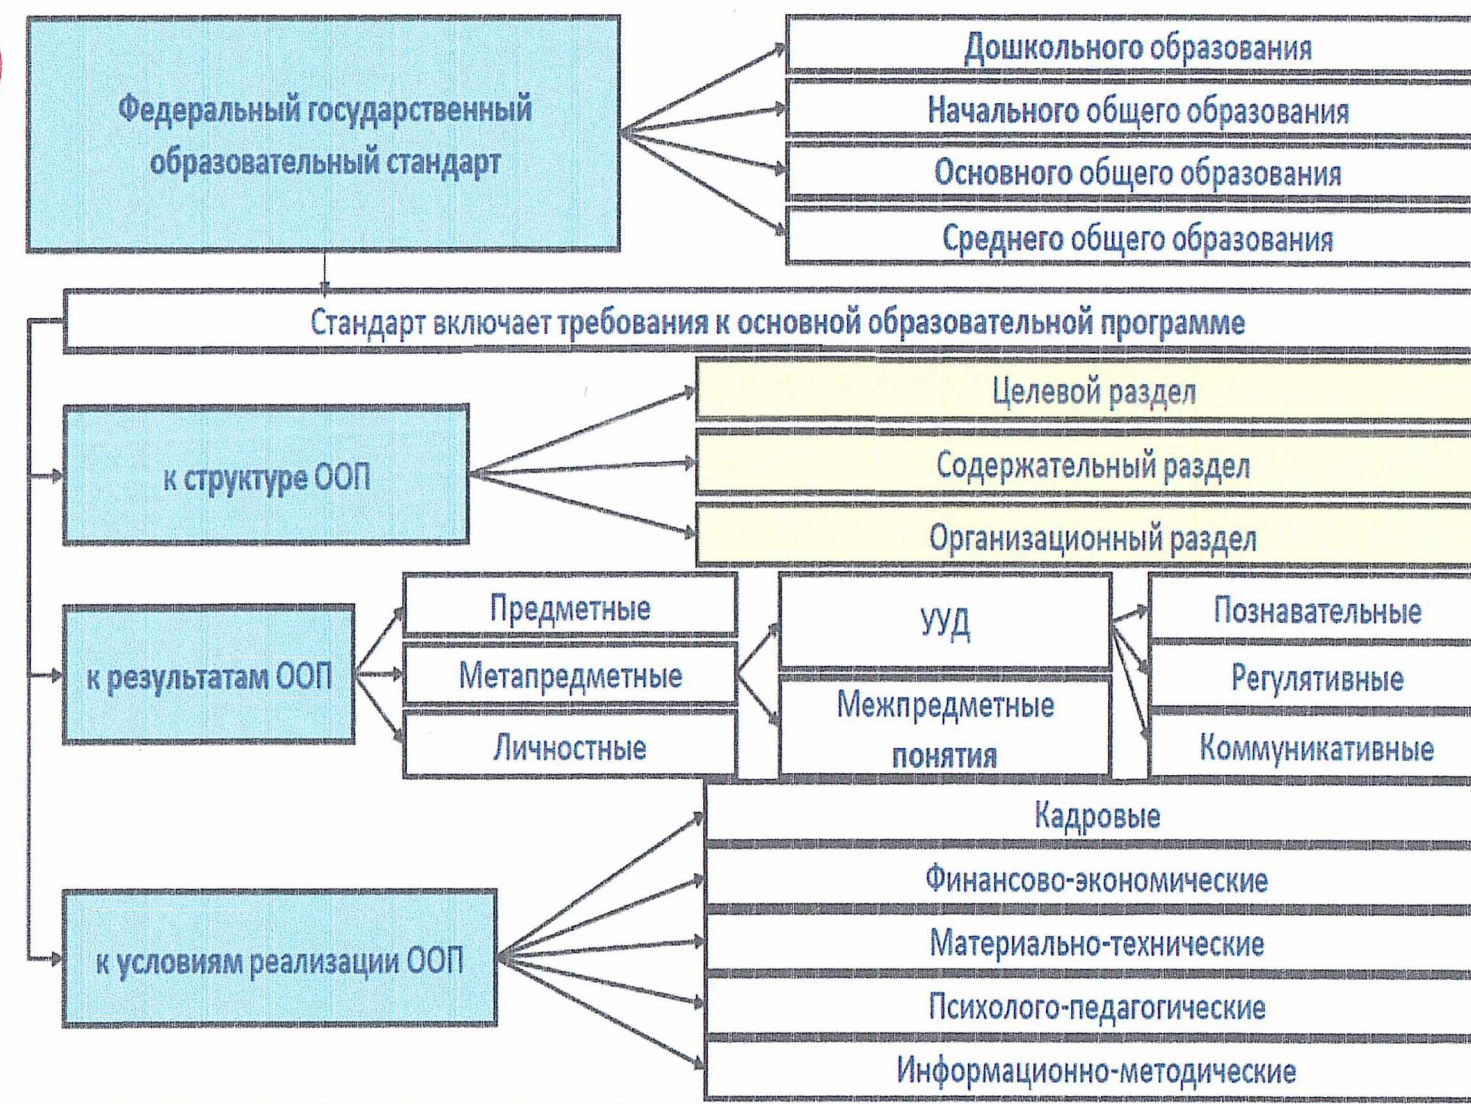 Федеральный государственный
образовательный стандарт
Дошкольного образования
Начального общего образования
Основного общего образования
Среднего общего образования
Стандарт включает требования к основной образовательной программе
к структуре ООП
Целевой раздел
Содержательный раздел
Организационный раздел
к результатам ООП
Предметные
Метапредметные
Личностные
УУД
Межпредметные
понятия
Познавательные
Регулятивные
Коммуникативные
к условиям реализации ООП
Кадровые
Финансово-экономические
Материально-технические
Психолого-педагогические
Информационно-методические